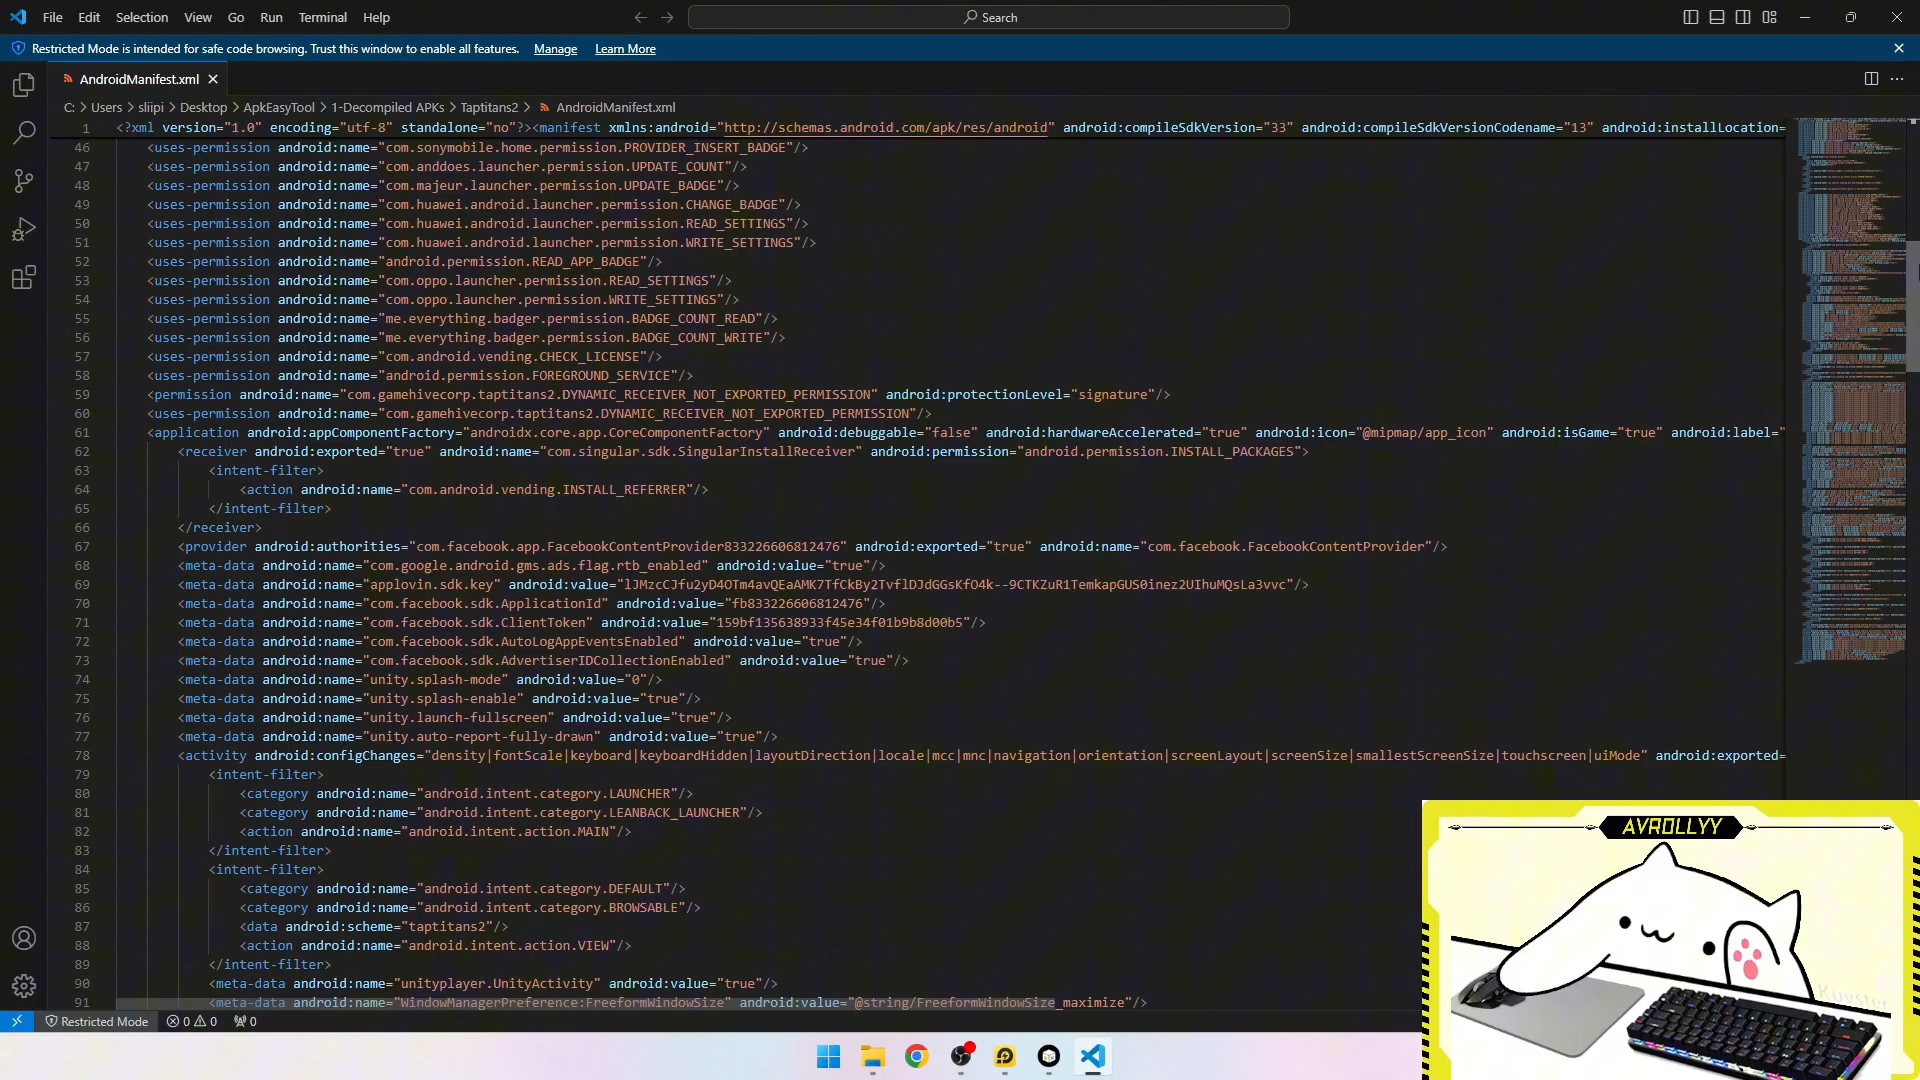 File Edit Selection View Go Run Terminal Help Search
Restricted Mode is intended for safe code browsing. Trust this window to enable all features. Manage Learn More
AndroidManifest.xml
C: > Users > sliipi > Desktop > ApkEasyTool > 1-Decompiled APKs > Taptitans2 > AndroidManifest.xml
1 <?xml version="1.0" encoding="utf-8" standalone="no"?><manifest xmlns:android="http://schemas.android.com/apk/res/android" android:compileSdkVersion="33" android:compileSdkVersionCodename="13" android:installLocation=
46 <uses-permission android:name="com.sonymobile.home.permission.PROVIDER_INSERT_BADGE"/>
47 <uses-permission android:name="com.anddoes.launcher.permission.UPDATE_COUNT"/>
48 <uses-permission android:name="com.majeur.launcher.permission.UPDATE_BADGE"/>
49 <uses-permission android:name="com.huawei.android.launcher.permission.CHANGE_BADGE"/>
50 <uses-permission android:name="com.huawei.android.launcher.permission.READ_SETTINGS"/>
51 <uses-permission android:name="com.huawei.android.launcher.permission.WRITE_SETTINGS"/>
52 <uses-permission android:name="android.permission.READ_APP_BADGE"/>
53 <uses-permission android:name="com.oppo.launcher.permission.READ_SETTINGS"/>
54 <uses-permission android:name="com.oppo.launcher.permission.WRITE_SETTINGS"/>
55 <uses-permission android:name="me.everything.badger.permission.BADGE_COUNT_READ"/>
56 <uses-permission android:name="me.everything.badger.permission.BADGE_COUNT_WRITE"/>
57 <uses-permission android:name="com.android.vending.CHECK_LICENSE"/>
58 <uses-permission android:name="android.permission.FOREGROUND_SERVICE"/>
59 <permission android:name="com.gamehivecorp.taptitans2.DYNAMIC_RECEIVER_NOT_EXPORTED_PERMISSION" android:protectionLevel="signature"/>
60 <uses-permission android:name="com.gamehivecorp.taptitans2.DYNAMIC_RECEIVER_NOT_EXPORTED_PERMISSION"/>
61 <application android:appComponentFactory="androidx.core.app.CoreComponentFactory" android:debuggable="false" android:hardwareAccelerated="true" android:icon="@mipmap/app_icon" android:isGame="true" android:label="
62 <receiver android:exported="true" android:name="com.singular.sdk.SingularInstallReceiver" android:permission="android.permission.INSTALL_PACKAGES">
63 <intent-filter>
64 <action android:name="com.android.vending.INSTALL_REFERRER"/>
65 </intent-filter>
66 </receiver>
67 <provider android:authorities="com.facebook.app.FacebookContentProvider833226606812476" android:exported="true" android:name="com.facebook.FacebookContentProvider"/>
68 <meta-data android:name="com.google.android.gms.ads.flag.rtb_enabled" android:value="true"/>
69 <meta-data android:name="applovin.sdk.key" android:value="lJMzcCJfu2yD4OTm4avQEaAMK7TfCkBy2TvflDJdGGsKfO4k--9CTKZuR1TemkapGUS0inez2UIhuMQsLa3vvc"/>
70 <meta-data android:name="com.facebook.sdk.ApplicationId" android:value="fb833226606812476"/>
71 <meta-data android:name="com.facebook.sdk.ClientToken" android:value="159bf135638933f45e34f01b9b8d00b5"/>
72 <meta-data android:name="com.facebook.sdk.AutoLogAppEventsEnabled" android:value="true"/>
73 <meta-data android:name="com.facebook.sdk.AdvertiserIDCollectionEnabled" android:value="true"/>
74 <meta-data android:name="unity.splash-mode" android:value="0"/>
75 <meta-data android:name="unity.splash-enable" android:value="true"/>
76 <meta-data android:name="unity.launch-fullscreen" android:value="true"/>
77 <meta-data android:name="unity.auto-report-fully-drawn" android:value="true"/>
78 <activity android:configChanges="density|fontScale|keyboard|keyboardHidden|layoutDirection|locale|mcc|mnc|navigation|orientation|screenLayout|screenSize|smallestScreenSize|touchscreen|uiMode" android:exported=
79 <intent-filter>
80 <category android:name="android.intent.category.LAUNCHER"/>
81 <category android:name="android.intent.category.LEANBACK_LAUNCHER"/>
82 <action android:name="android.intent.action.MAIN"/>
83 </intent-filter>
84 <intent-filter>
85 <category android:name="android.intent.category.DEFAULT"/>
86 <category android:name="android.intent.category.BROWSABLE"/>
87 <data android:scheme="taptitans2"/>
88 <action android:name="android.intent.action.VIEW"/>
89 </intent-filter>
90 <meta-data android:name="unityplayer.UnityActivity" android:value="true"/>
91 <meta-data android:name="WindowManagerPreference:FreeformWindowSize" android:value="@string/FreeformWindowSize_maximize"/>
AVROLLYY
Kuuster
Restricted Mode 0 0 0